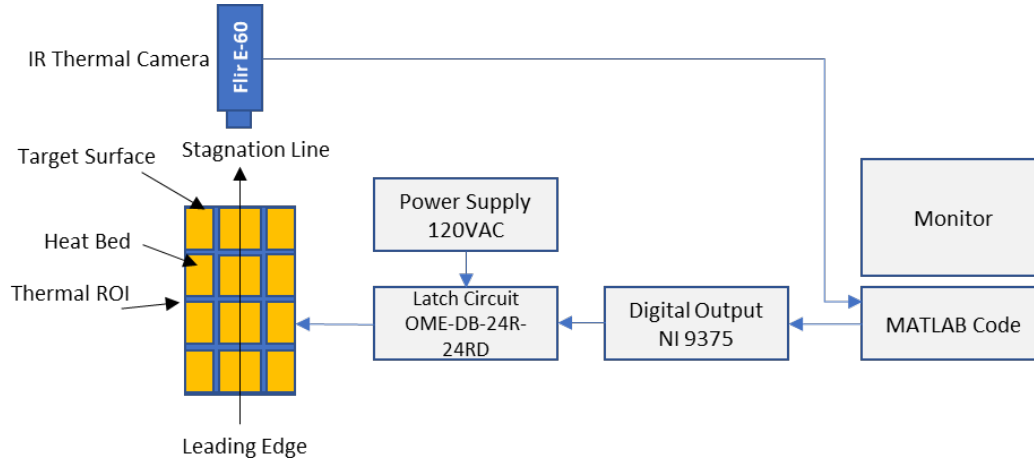 IR Thermal Camera
Flir E-60
Stagnation Line
Target Surface
Heat Bed
Thermal ROI
Leading Edge
Power Supply
120VAC
Latch Circuit
OME-DB-24R-
24RD
Digital Output
NI 9375
Monitor
MATLAB Code